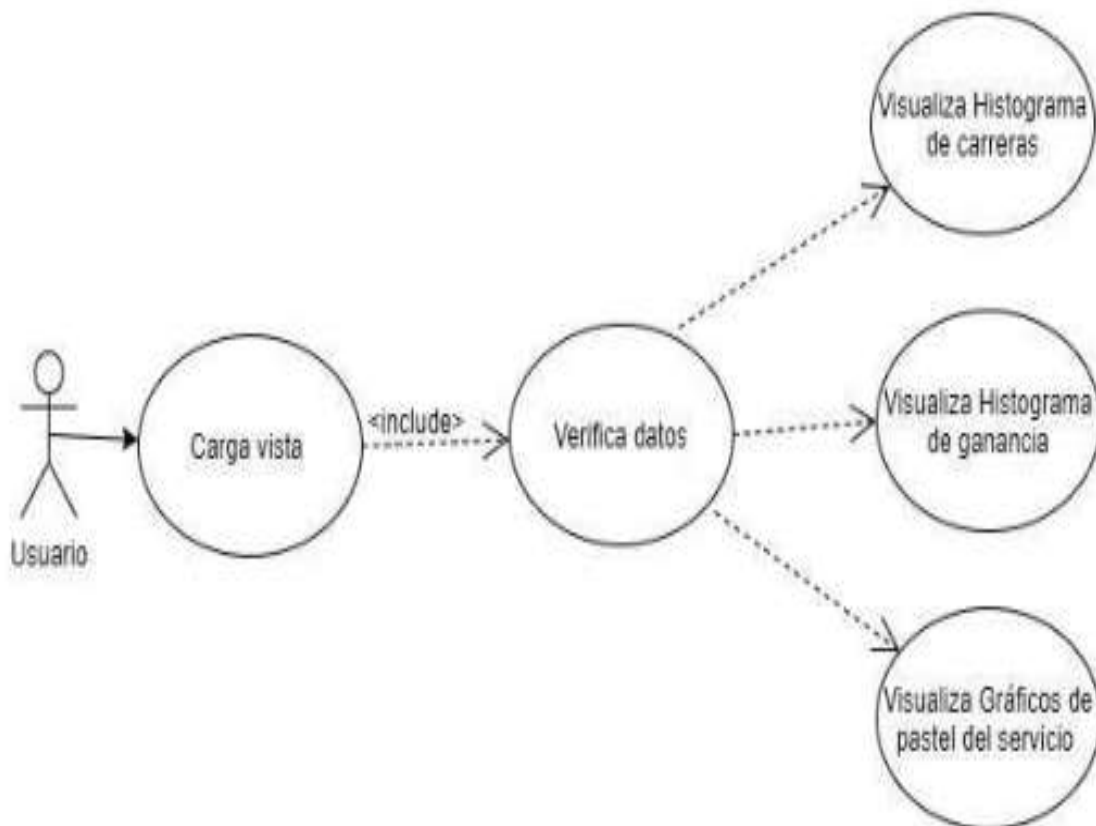 Visualiza Histograma
de carreras
<include>
Carga vista
Verifica datos
Visualiza Histograma
de ganancia
Usuario
Visualiza Gráficos de
pastel del servicio